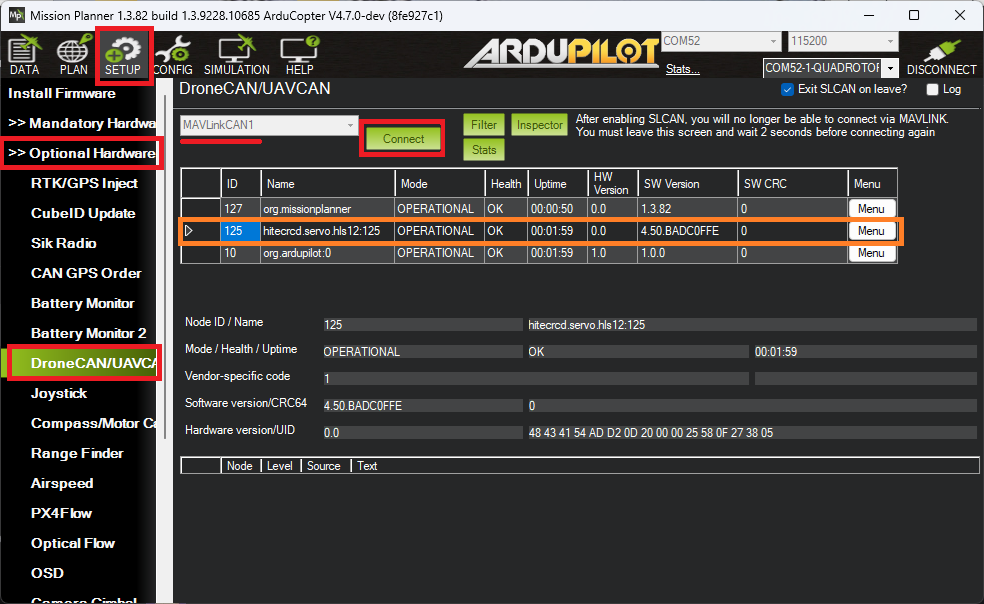 Mission Planner 1.3.82 build 1.3.9228.10685 ArduCopter V4.7.0-dev (8fe927c1)
DATA PLAN SETUP CONFIG SIMULATION HELP ARDUPILOT COM52 115200
Stats... COM52-1-QUADROTOR DISCONNECT
Install Firmware
>> Mandatory Hardwa
>> Optional Hardware
RTK/GPS Inject
CubeID Update
Sik Radio
CAN GPS Order
Battery Monitor
Battery Monitor 2
DroneCAN/UAVCA
Joystick
Compass/Motor Ca
Range Finder
Airspeed
PX4Flow
Optical Flow
OSD
Camera Gimbal
DroneCAN/UAVCAN
Exit SLCAN on leave? Log
MAVLinkCAN1 Connect Filter Inspector
Stats
After enabling SLCAN, you will no longer be able to connect via MAVLINK.
You must leave this screen and wait 2 seconds before connecting again
ID Name Mode Health Uptime HW Version SW Version SW CRC Menu
127 org.missionplanner OPERATIONAL OK 00:00:50 0.0 1.3.82 0 Menu
125 hitecrcd.servo.hls12:125 OPERATIONAL OK 00:01:59 0.0 4.50.BADC0FFE 0 Menu
10 org.ardupilot:0 OPERATIONAL OK 00:01:59 1.0 1.0.0 0 Menu
Node ID / Name 125 hitecrcd.servo.hls12:125
Mode / Health / Uptime OPERATIONAL OK 00:01:59
Vendor-specific code 1
Software version/CRC64 4.50.BADC0FFE 0
Hardware version/UID 0.0 48 43 41 54 AD D2 0D 20 00 00 25 58 0F 27 38 05
Node Level Source Text